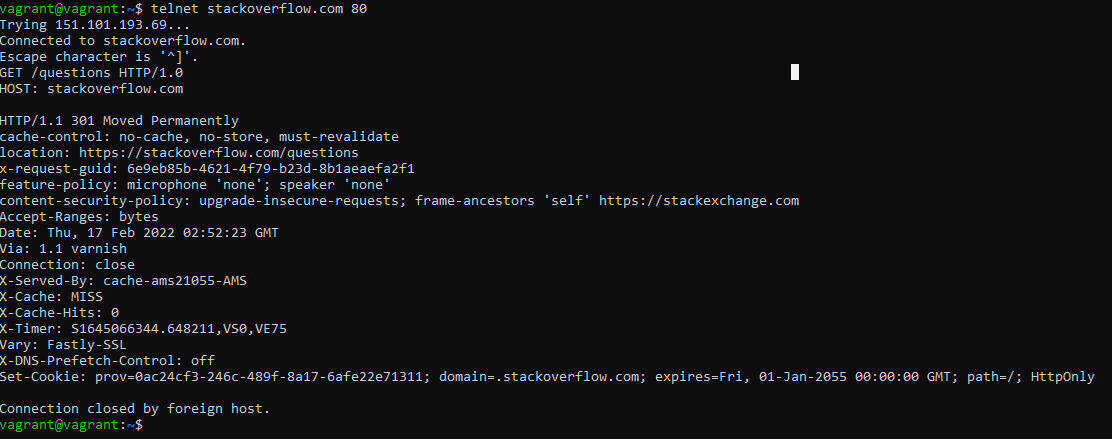 vagrant@vagrant:~$ telnet stackoverflow.com 80
Trying 151.101.193.69...
Connected to stackoverflow.com.
Escape character is '^]'.
GET /questions HTTP/1.0
HOST: stackoverflow.com

HTTP/1.1 301 Moved Permanently
cache-control: no-cache, no-store, must-revalidate
location: https://stackoverflow.com/questions
x-request-guid: 6e9eb85b-4621-4f79-b23d-8b1aeaefa2f1
feature-policy: microphone 'none'; speaker 'none'
content-security-policy: upgrade-insecure-requests; frame-ancestors 'self' https://stackexchange.com
Accept-Ranges: bytes
Date: Thu, 17 Feb 2022 02:52:23 GMT
Via: 1.1 varnish
Connection: close
X-Served-By: cache-ams21055-AMS
X-Cache: MISS
X-Cache-Hits: 0
X-Timer: S1645066344.648211,VS0,VE75
Vary: Fastly-SSL
X-DNS-Prefetch-Control: off
Set-Cookie: prov=0ac24cf3-246c-489f-8a17-6afe22e71311; domain=.stackoverflow.com; expires=Fri, 01-Jan-2055 00:00:00 GMT; path=/; HttpOnly

Connection closed by foreign host.
vagrant@vagrant:~$